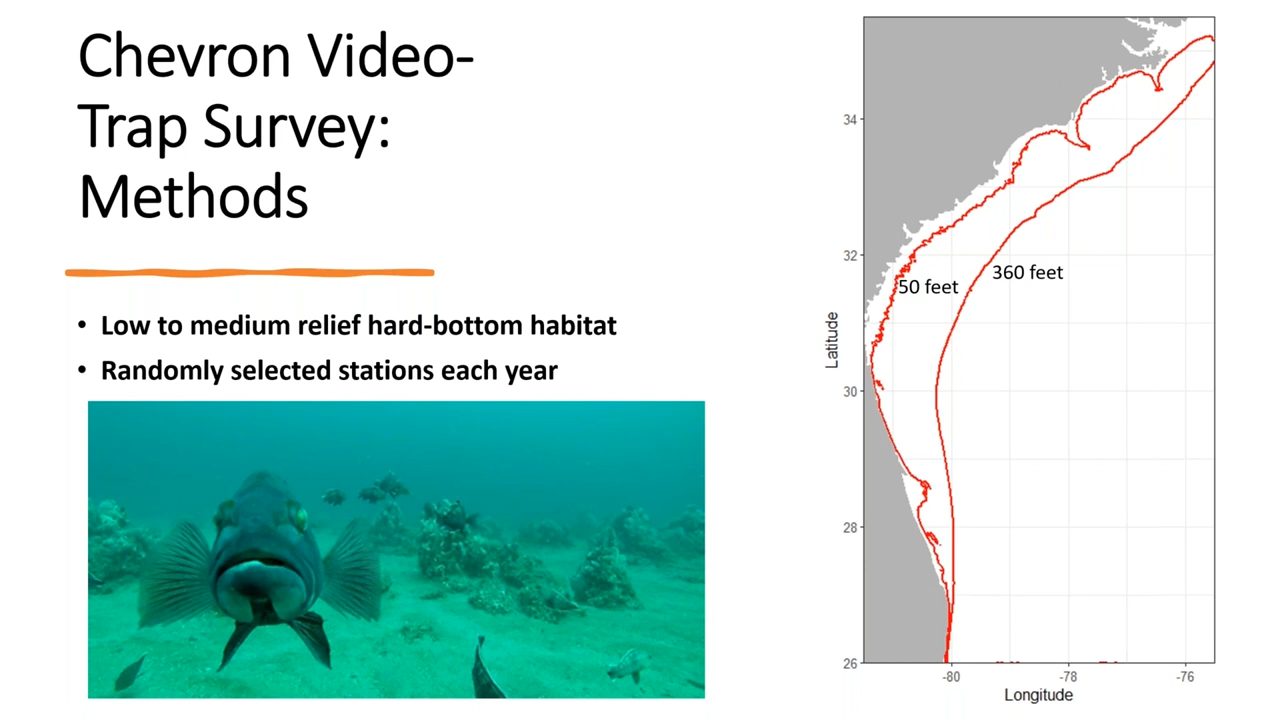 Chevron Video-
Trap Survey:
Methods
• Low to medium relief hard-bottom habitat
• Randomly selected stations each year
34
32
30
28
26
-80
-78
-76
Latitude
Longitude
50 feet
360 feet